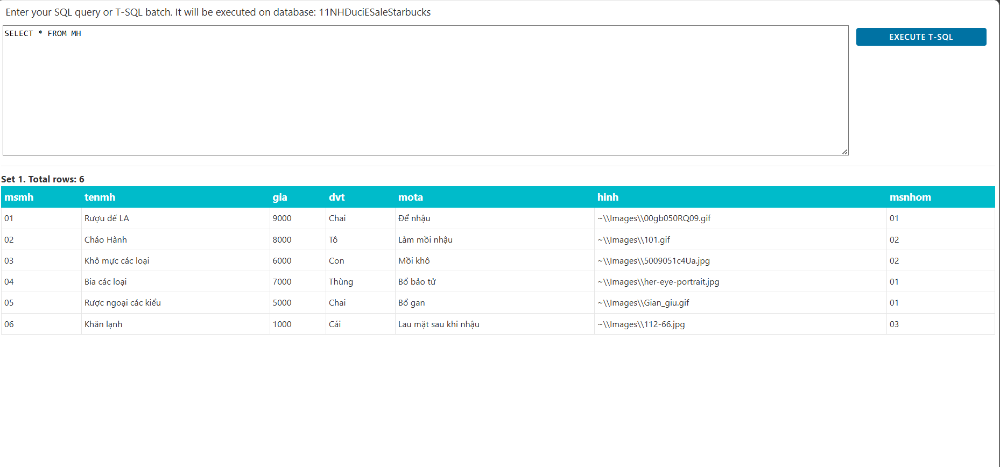 Enter your SQL query or T-SQL batch. It will be executed on database: 11NHDuciESaleStarbucks
SELECT * FROM MH
EXECUTE T-SQL
Set 1. Total rows: 6
msmh tenmh gia dvt mota hinh msnhom
01 Rượu đế LA 9000 Chai Để nhậu ~\\Images\\00gb050RQ09.gif 01
02 Cháo Hành 8000 Tô Làm mồi nhậu ~\\Images\\101.gif 02
03 Khô mực các loại 6000 Con Mồi khô ~\\Images\\5009051c4Ua.jpg 02
04 Bia các loại 7000 Thùng Bổ bảo tử ~\\Images\\her-eye-portrait.jpg 01
05 Rược ngoại các kiểu 5000 Chai Bổ gan ~\\Images\\Gian_giu.gif 01
06 Khăn lạnh 1000 Cái Lau mặt sau khi nhậu ~\\Images\\112-66.jpg 03